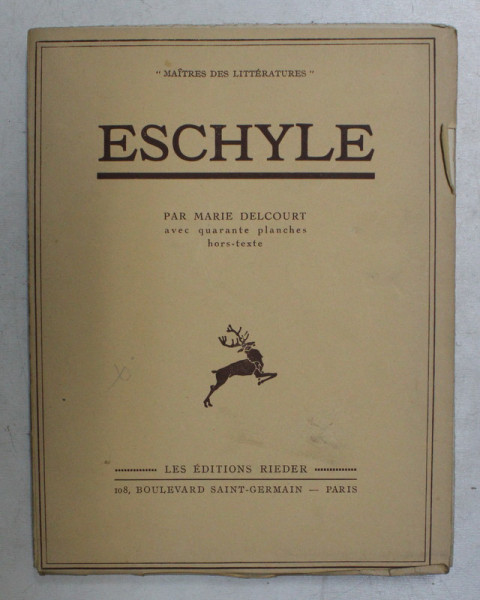 "MAÎTRES DES LITTÉRATURES"
ESCHYLE
PAR MARIE DELCOURT
avec quarante planches
hors-texte
LES ÉDITIONS RIEDER
108, BOULEVARD SAINT-GERMAIN — PARIS